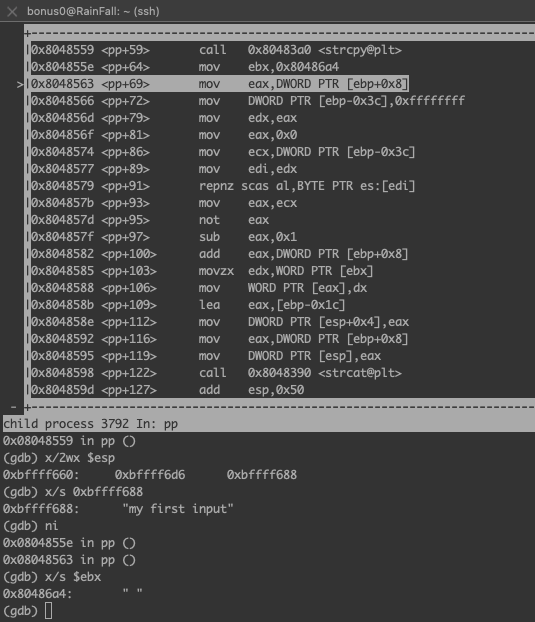 bonus0@RainFall: ~ (ssh)
0x8048559 <pp+59> call 0x80483a0 <strcpy@plt>
0x804855e <pp+64> mov ebx,0x80486a4
>0x8048563 <pp+69> mov eax,DWORD PTR [ebp+0x8]
0x8048566 <pp+72> mov DWORD PTR [ebp-0x3c],0xffffffff
0x804856d <pp+79> mov edx,eax
0x804856f <pp+81> mov eax,0x0
0x8048574 <pp+86> mov ecx,DWORD PTR [ebp-0x3c]
0x8048577 <pp+89> mov edi,edx
0x8048579 <pp+91> repnz scas al,BYTE PTR es:[edi]
0x804857b <pp+93> mov eax,ecx
0x804857d <pp+95> not eax
0x804857f <pp+97> sub eax,0x1
0x8048582 <pp+100> add eax,DWORD PTR [ebp+0x8]
0x8048585 <pp+103> movzx edx,WORD PTR [ebx]
0x8048588 <pp+106> mov WORD PTR [eax],dx
0x804858b <pp+109> lea eax,[ebp-0x1c]
0x804858e <pp+112> mov DWORD PTR [esp+0x4],eax
0x8048592 <pp+116> mov eax,DWORD PTR [ebp+0x8]
0x8048595 <pp+119> mov DWORD PTR [esp],eax
0x8048598 <pp+122> call 0x8048390 <strcat@plt>
0x804859d <pp+127> add esp,0x50
child process 3792 In: pp
0x08048559 in pp ()
(gdb) x/2wx $esp
0xbffff660: 0xbffff6d6 0xbffff688
(gdb) x/s 0xbffff688
0xbffff688: "my first input"
(gdb) ni
0x0804855e in pp ()
0x08048563 in pp ()
(gdb) x/s $ebx
0x80486a4: " "
(gdb)